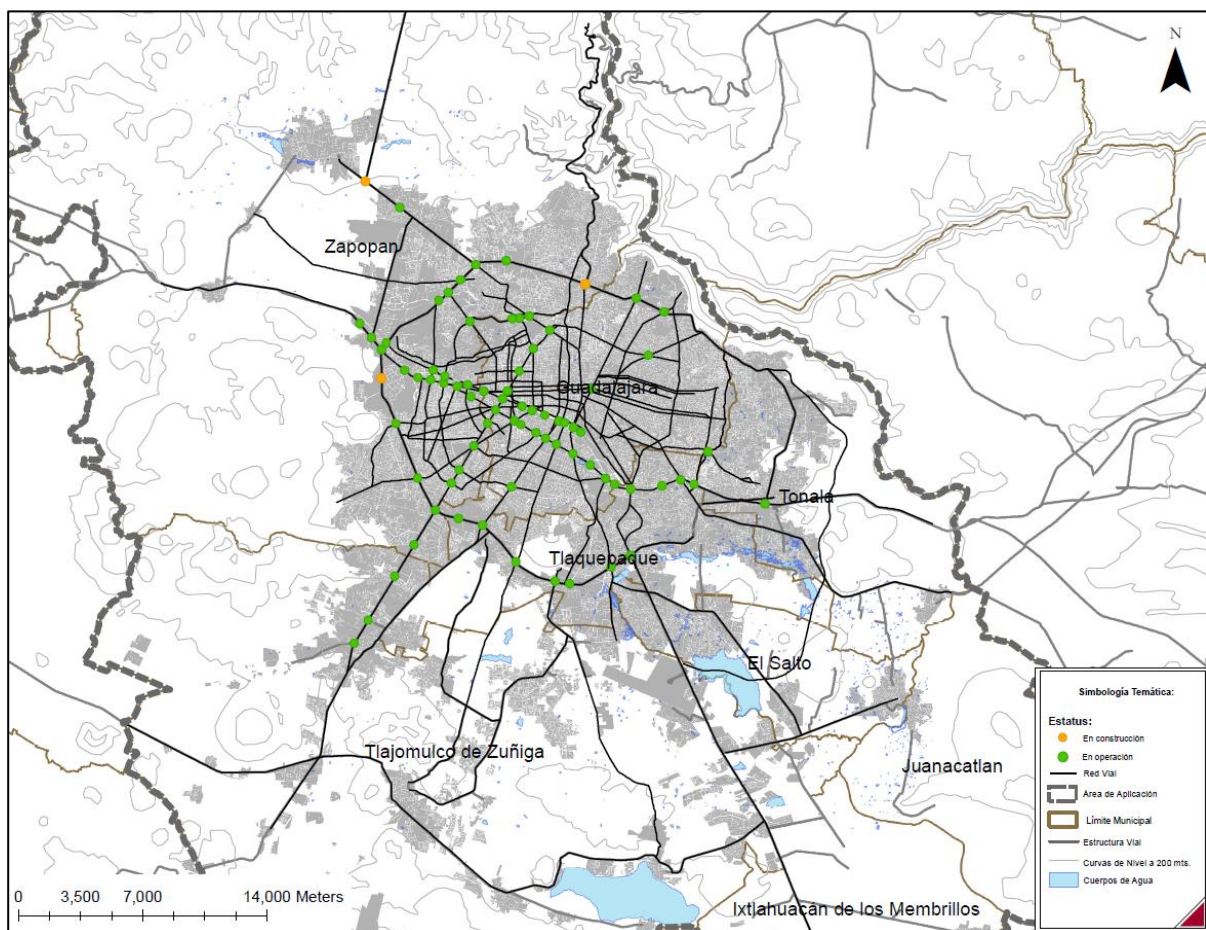 N
Zapopan
Guadalajara
Tonala
Tlaquepaque
El Salto
Tlajomulco de Zuñiga
Juanacatlan
Ixtlahuacán de los Membrillos
0 3,500 7,000 14,000 Meters
Simbología Temática:
Estatus:
En construcción
En operación
Red Vial
Área de Aplicación
Límite Municipal
Estructura Vial
Curvas de Nivel a 200 mts.
Cuerpos de Agua